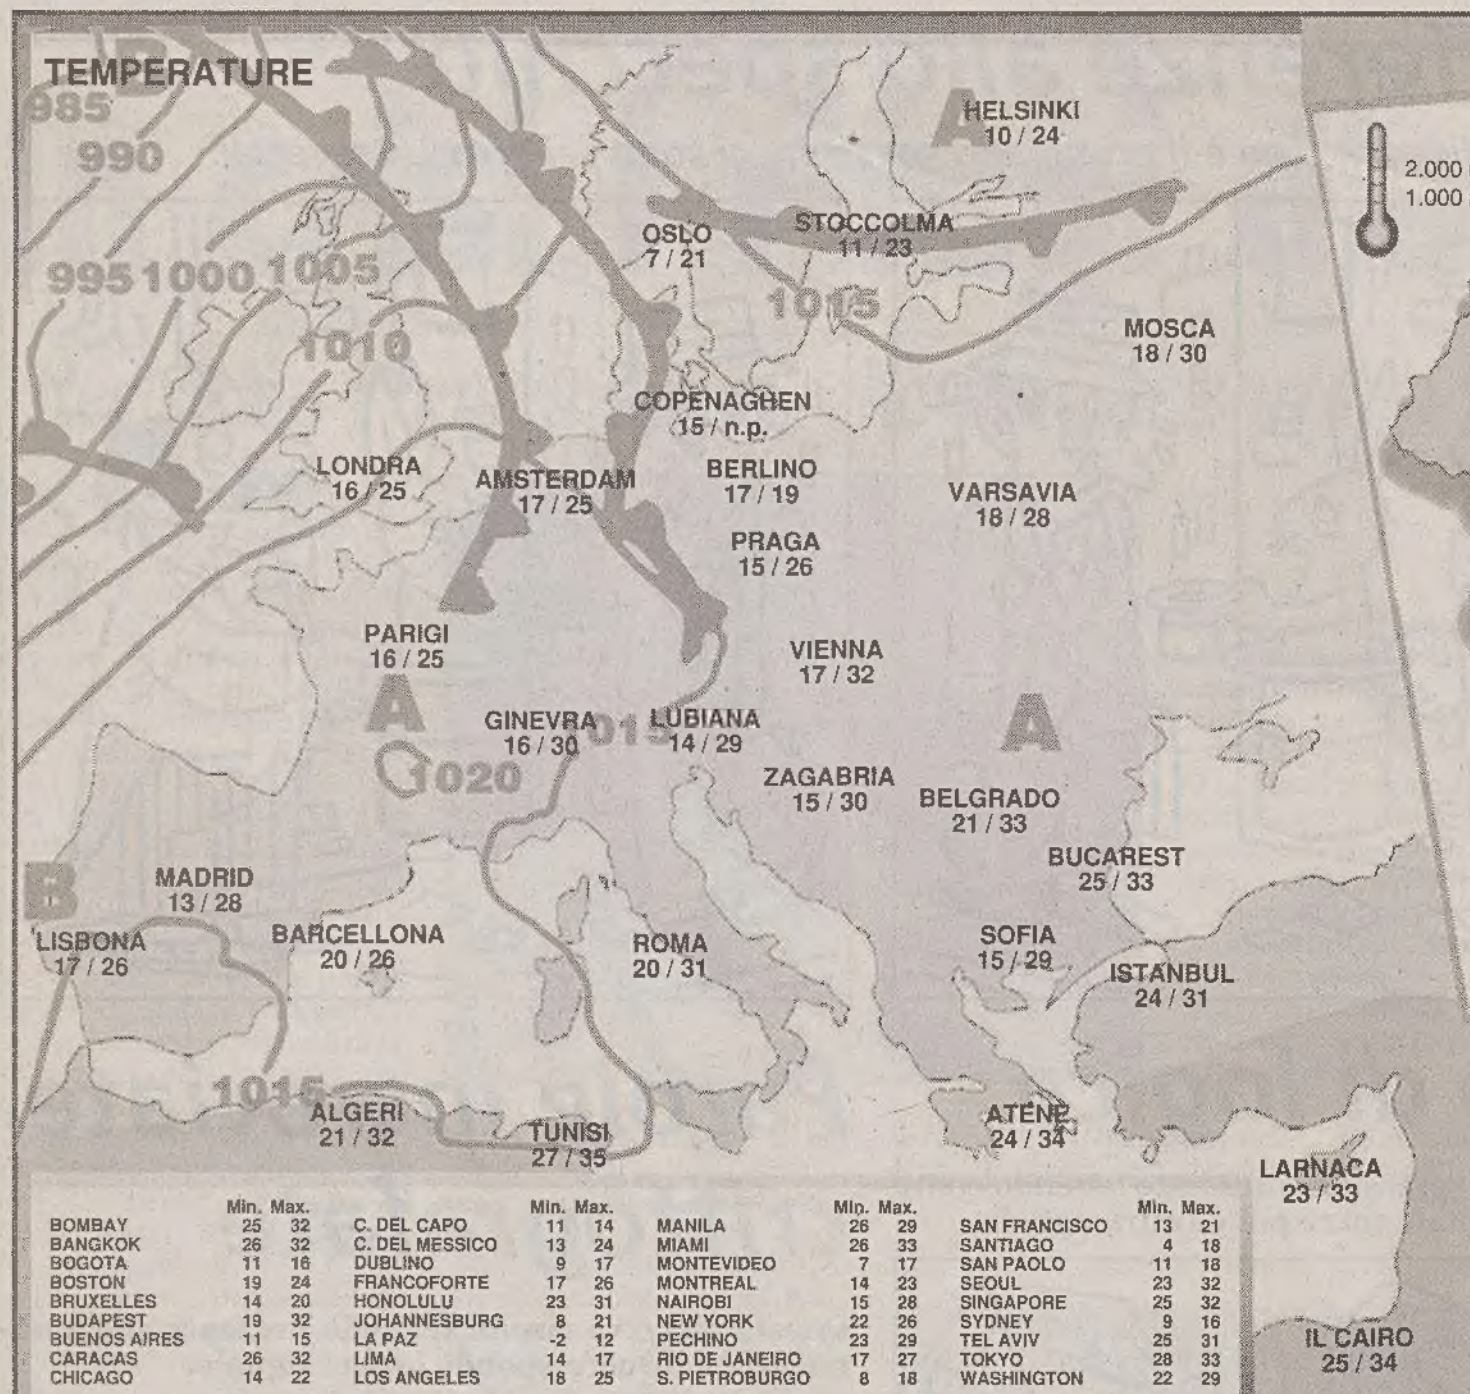 TEMPERATURE
B
985
990
995
1000
1005
1010
A
HELSINKI
10 / 24
2.000
1.000
OSLO
7 / 21
STOCCOLMA
11 / 23
1015
MOSCA
18 / 30
COPENAGHEN
15 / n.p.
LONDRA
16 / 25
AMSTERDAM
17 / 25
BERLINO
17 / 19
VARSAVIA
18 / 28
PRAGA
15 / 26
PARIGI
16 / 25
VIENNA
17 / 32
A
A
GINEVRA
16 / 30
1015
LUBIANA
14 / 29
1020
ZAGABRIA
15 / 30
BELGRADO
21 / 33
BUCAREST
25 / 33
B
MADRID
13 / 28
LISBONA
17 / 26
BARCELLONA
20 / 26
ROMA
20 / 31
SOFIA
15 / 29
ISTANBUL
24 / 31
1015
ALGERI
21 / 32
TUNISI
27 / 35
ATENE
24 / 34
LARNACA
23 / 33
IL CAIRO
25 / 34
Min. Max. Min. Max. Min. Max. Min. Max.
BOMBAY 25 32 C. DEL CAPO 11 14 MANILA 26 29 SAN FRANCISCO 13 21
BANGKOK 26 32 C. DEL MESSICO 13 24 MIAMI 26 33 SANTIAGO 4 18
BOGOTA 11 16 DUBLINO 9 17 MONTEVIDEO 7 17 SAN PAOLO 11 18
BOSTON 19 24 FRANCOFORTE 17 26 MONTREAL 14 23 SEOUL 23 32
BRUXELLES 14 20 HONOLULU 23 31 NAIROBI 15 28 SINGAPORE 25 32
BUDAPEST 19 32 JOHANNESBURG 8 21 NEW YORK 22 26 SYDNEY 9 16
BUENOS AIRES 11 15 LA PAZ -2 12 PECHINO 23 29 TEL AVIV 25 31
CARACAS 26 32 LIMA 14 17 RIO DE JANEIRO 17 27 TOKYO 28 33
CHICAGO 14 22 LOS ANGELES 18 25 S. PIETROBURGO 8 18 WASHINGTON 22 29